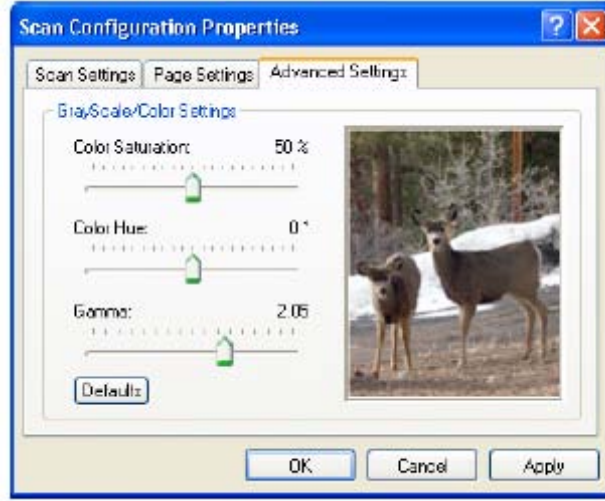 Scan Configuration Properties
Scan Settings Page Settings Advanced Settings
GrayScale/Color Settings
Color Saturation: 50 %
Color Hue: 0 °
Gamma: 2.05
Defaults
OK Cancel Apply